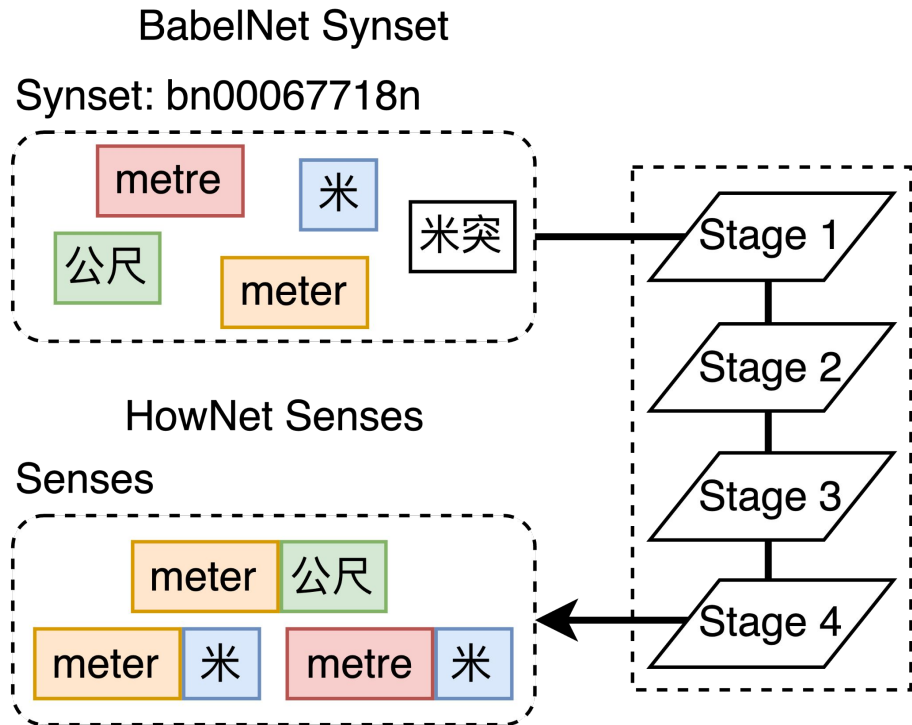 BabelNet Synset
Synset: bn00067718n
metre
米
米突
公尺
meter
HowNet Senses
Senses
meter 公尺
meter 米
metre 米
Stage 1
Stage 2
Stage 3
Stage 4